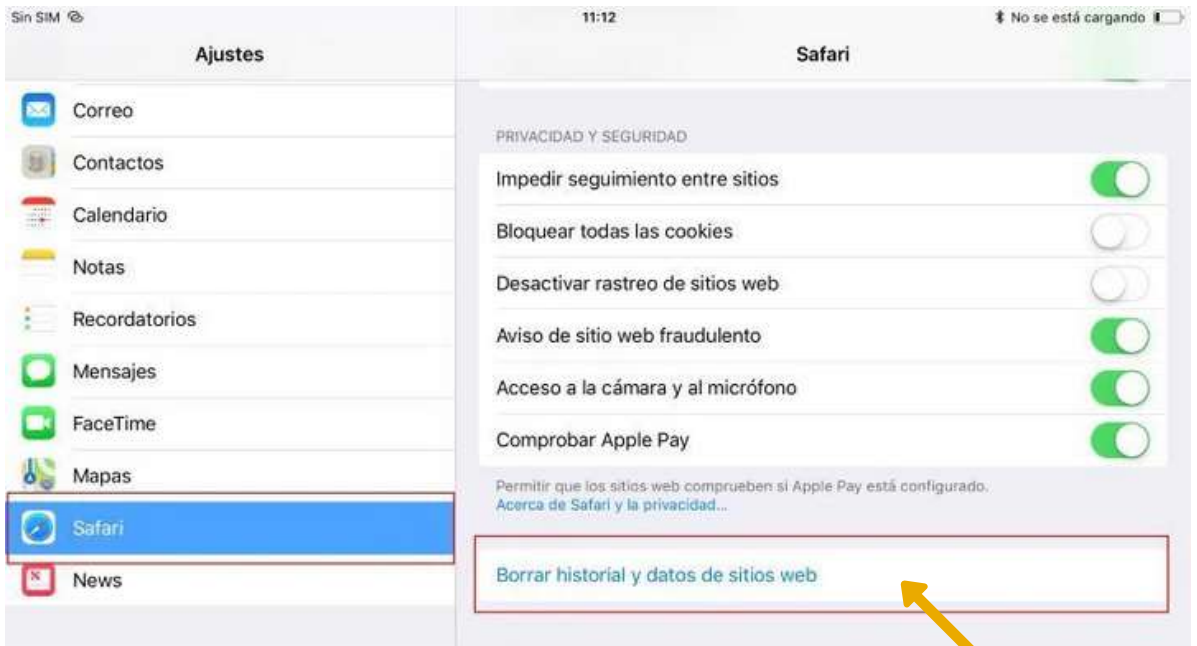 Sin SIM
11:12
No se está cargando
Ajustes
Safari
Correo
Contactos
Calendario
Notas
Recordatorios
Mensajes
FaceTime
Mapas
Safari
News
PRIVACIDAD Y SEGURIDAD
Impedir seguimiento entre sitios
Bloquear todas las cookies
Desactivar rastreo de sitios web
Aviso de sitio web fraudulento
Acceso a la cámara y al micrófono
Comprobar Apple Pay
Permitir que los sitios web comprueben si Apple Pay está configurado.
Acerca de Safari y la privacidad...
Borrar historial y datos de sitios web